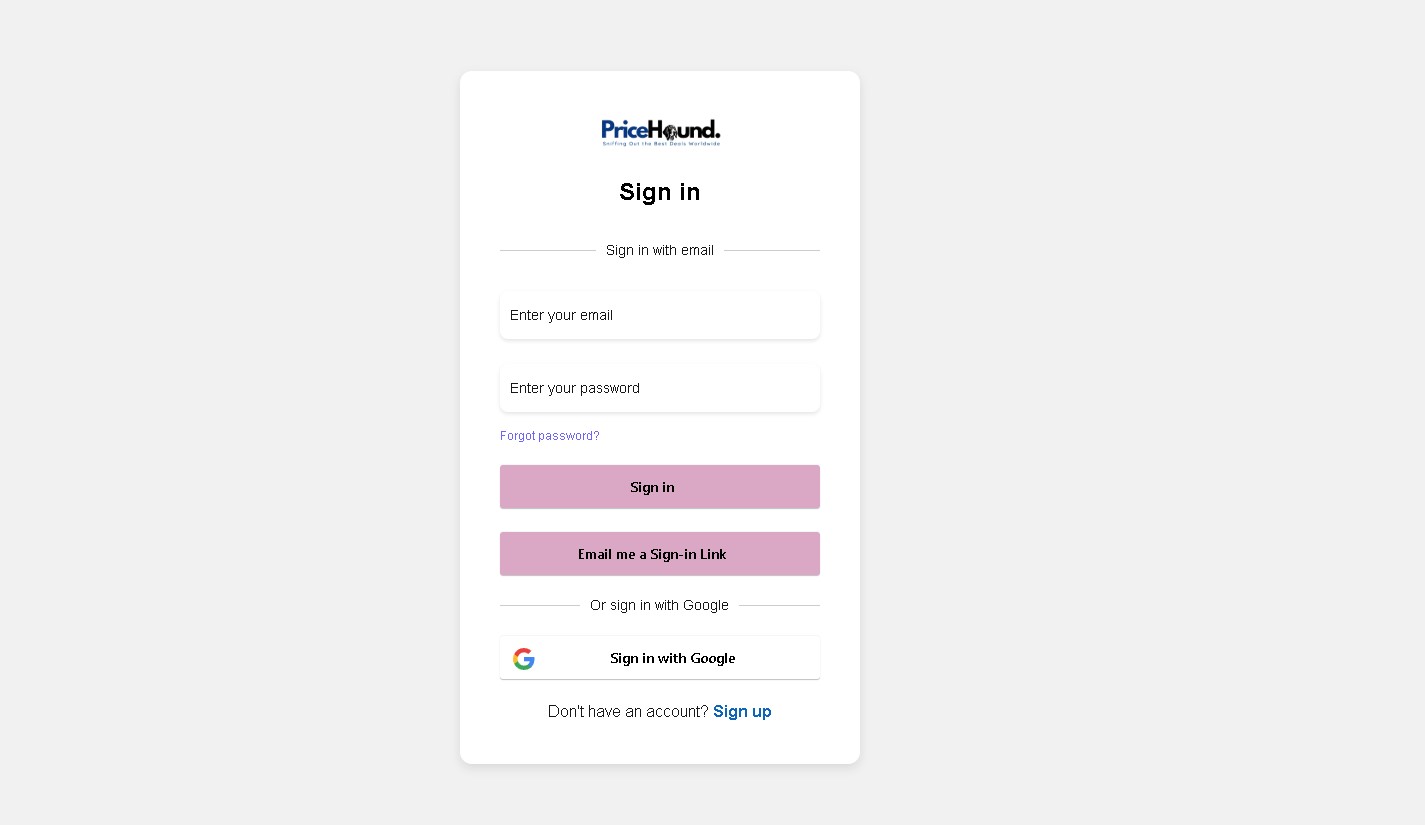 PriceHound.
Sniffing Out the Best Deals Worldwide
Sign in
Sign in with email
Enter your email
Enter your password
Forgot password?
Sign in
Email me a Sign-in Link
Or sign in with Google
Sign in with Google
Don't have an account? Sign up